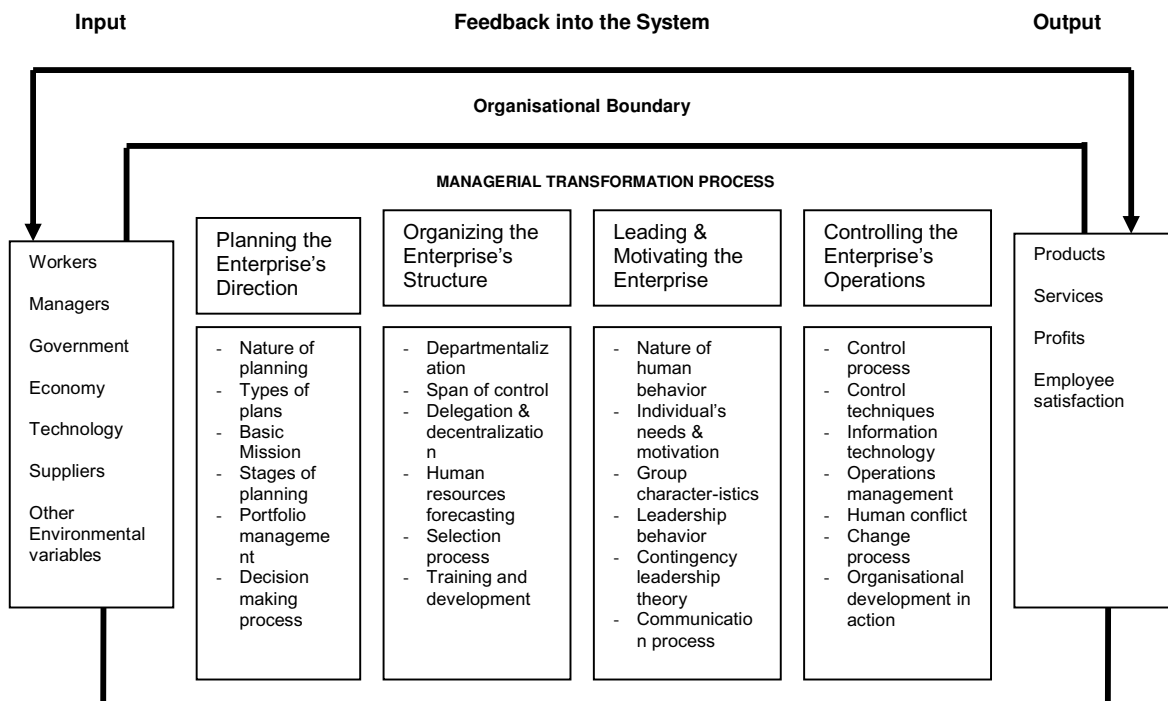 Input
Feedback into the System
Output
Organisational Boundary
MANAGERIAL TRANSFORMATION PROCESS
Workers
Managers
Government
Economy
Technology
Suppliers
Other
Environmental
variables
Planning the
Enterprise's
Direction
- Nature of
planning
- Types of
plans
- Basic
Mission
- Stages of
planning
- Portfolio
manageme
nt
- Decision
making
process
Organizing the
Enterprise's
Structure
- Departmentaliz
ation
- Span of control
- Delegation &
decentralizatio
n
- Human
resources
forecasting
- Selection
process
- Training and
development
Leading &
Motivating the
Enterprise
- Nature of
human
behavior
- Individual's
needs &
motivation
- Group
character-istics
- Leadership
behavior
- Contingency
leadership
theory
- Communicatio
n process
Controlling the
Enterprise's
Operations
- Control
process
- Control
techniques
- Information
technology
- Operations
management
- Human conflict
- Change
process
- Organisational
development in
action
Products
Services
Profits
Employee
satisfaction